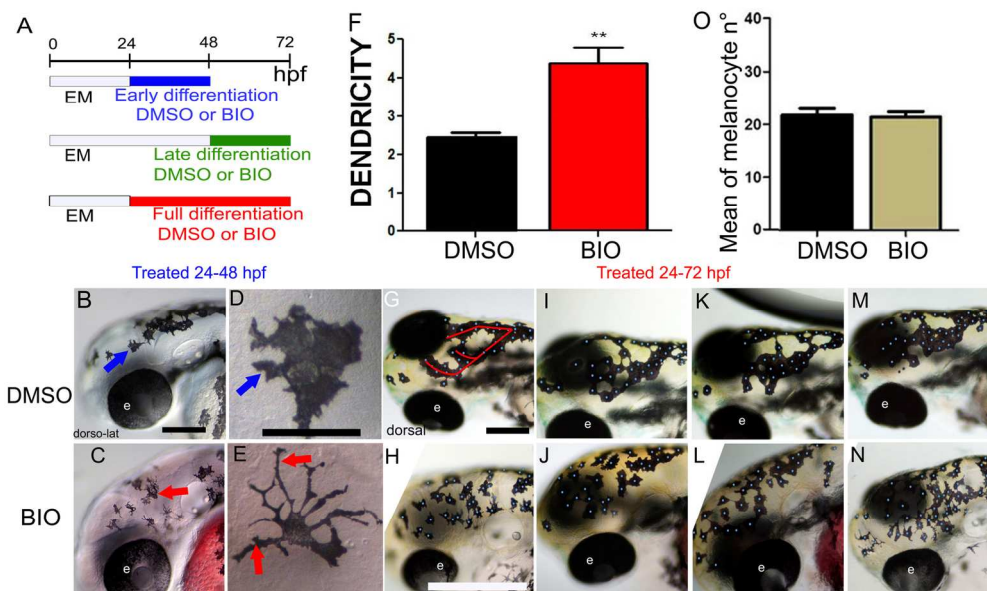 A
0 24 48 72
hpf
EM
Early differentiation
DMSO or BIO
EM
Late differentiation
DMSO or BIO
EM
Full differentiation
DMSO or BIO
F
DENDRICITY
5
4
3
2
1
0
**
DMSO BIO
O
Mean of melanocyte n°
40
30
20
10
0
DMSO BIO
Treated 24-48 hpf
Treated 24-72 hpf
DMSO
B
e
dorso-lat
D
G
e
dorsal
I
e
K
e
M
e
BIO
C
e
E
H
e
J
e
L
e
N
e